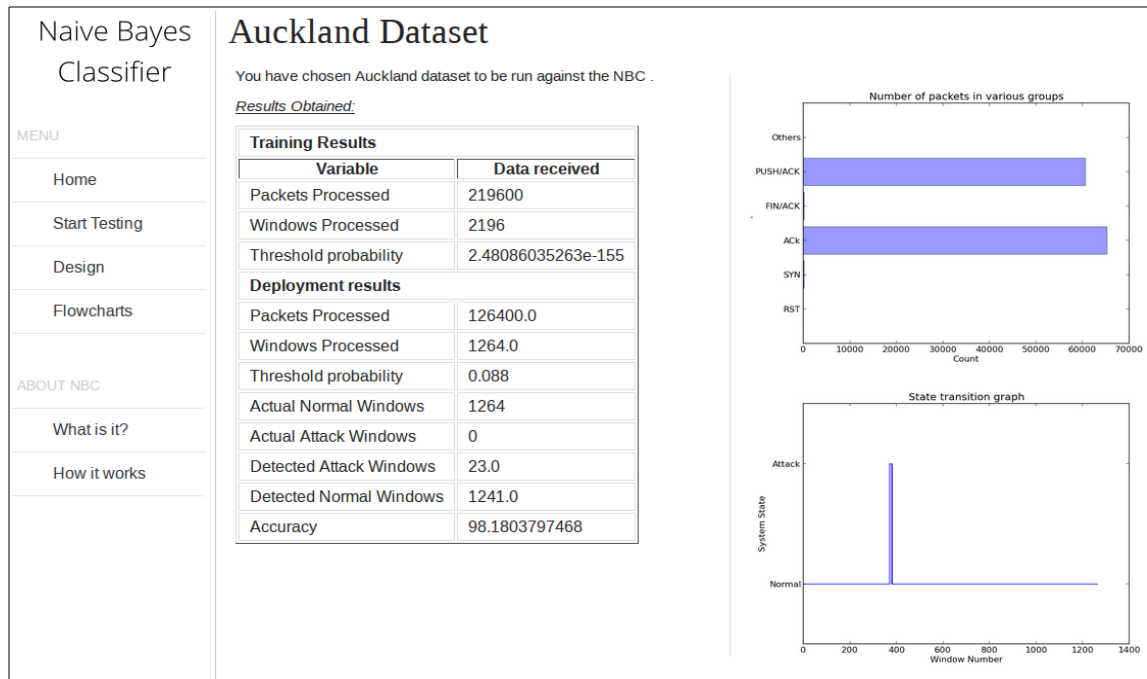 Naive Bayes
Classifier
MENU
Home
Start Testing
Design
Flowcharts
ABOUT NBC
What is it?
How it works
Auckland Dataset
You have chosen Auckland dataset to be run against the NBC .
Results Obtained:
Training Results
Variable Data received
Packets Processed 219600
Windows Processed 2196
Threshold probability 2.48086035263e-155
Deployment results
Packets Processed 126400.0
Windows Processed 1264.0
Threshold probability 0.088
Actual Normal Windows 1264
Actual Attack Windows 0
Detected Attack Windows 23.0
Detected Normal Windows 1241.0
Accuracy 98.1803797468
Number of packets in various groups
Others
PUSH/ACK
FIN/ACK
ACk
SYN
RST
0 10000 20000 30000 40000 50000 60000 70000
Count
State transition graph
System State
Attack
Normal
0 200 400 600 800 1000 1200 1400
Window Number